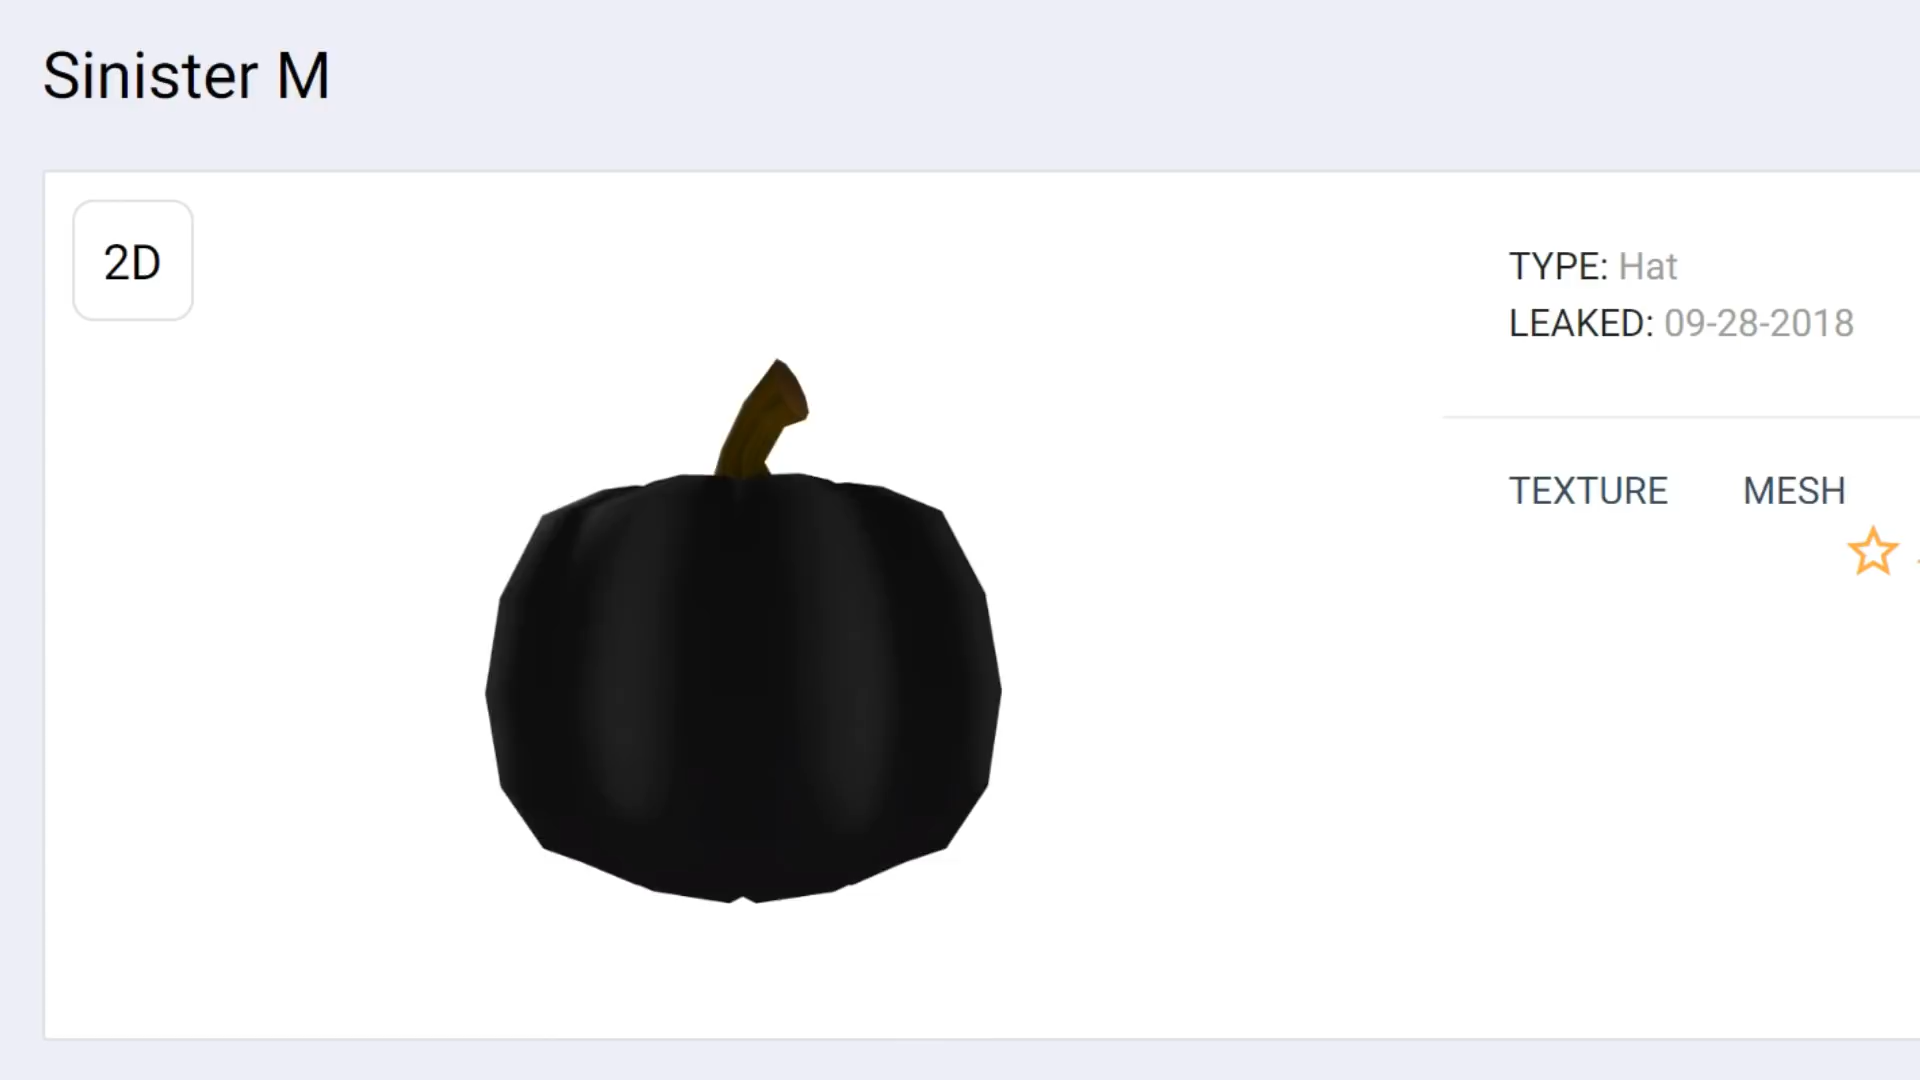 Sinister M
2D
TYPE: Hat
LEAKED: 09-28-2018
TEXTURE MESH